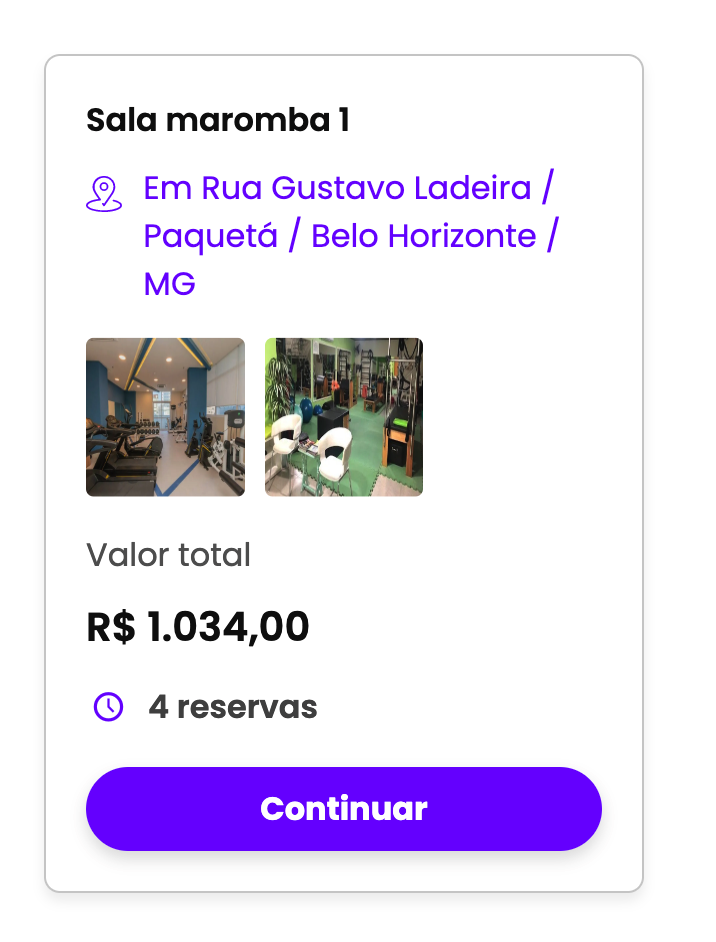 Sala maromba 1
Em Rua Gustavo Ladeira /
Paquetá / Belo Horizonte /
MG
Valor total
R$ 1.034,00
4 reservas
Continuar